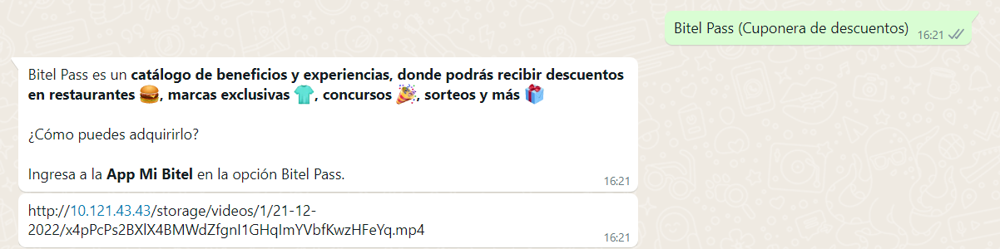 Bitel Pass (Cuponera de descuentos) 16:21
Bitel Pass es un catálogo de beneficios y experiencias, donde podrás recibir descuentos
en restaurantes 🍔, marcas exclusivas 👕, concursos 🎉, sorteos y más 🎁
¿Cómo puedes adquirirlo?
Ingresa a la App Mi Bitel en la opción Bitel Pass.
16:21
http://10.121.43.43/storage/videos/1/21-12-
2022/x4pPcPs2BXlX4BMWdZfgnI1GHqImYVbfKwzHFeYq.mp4
16:21